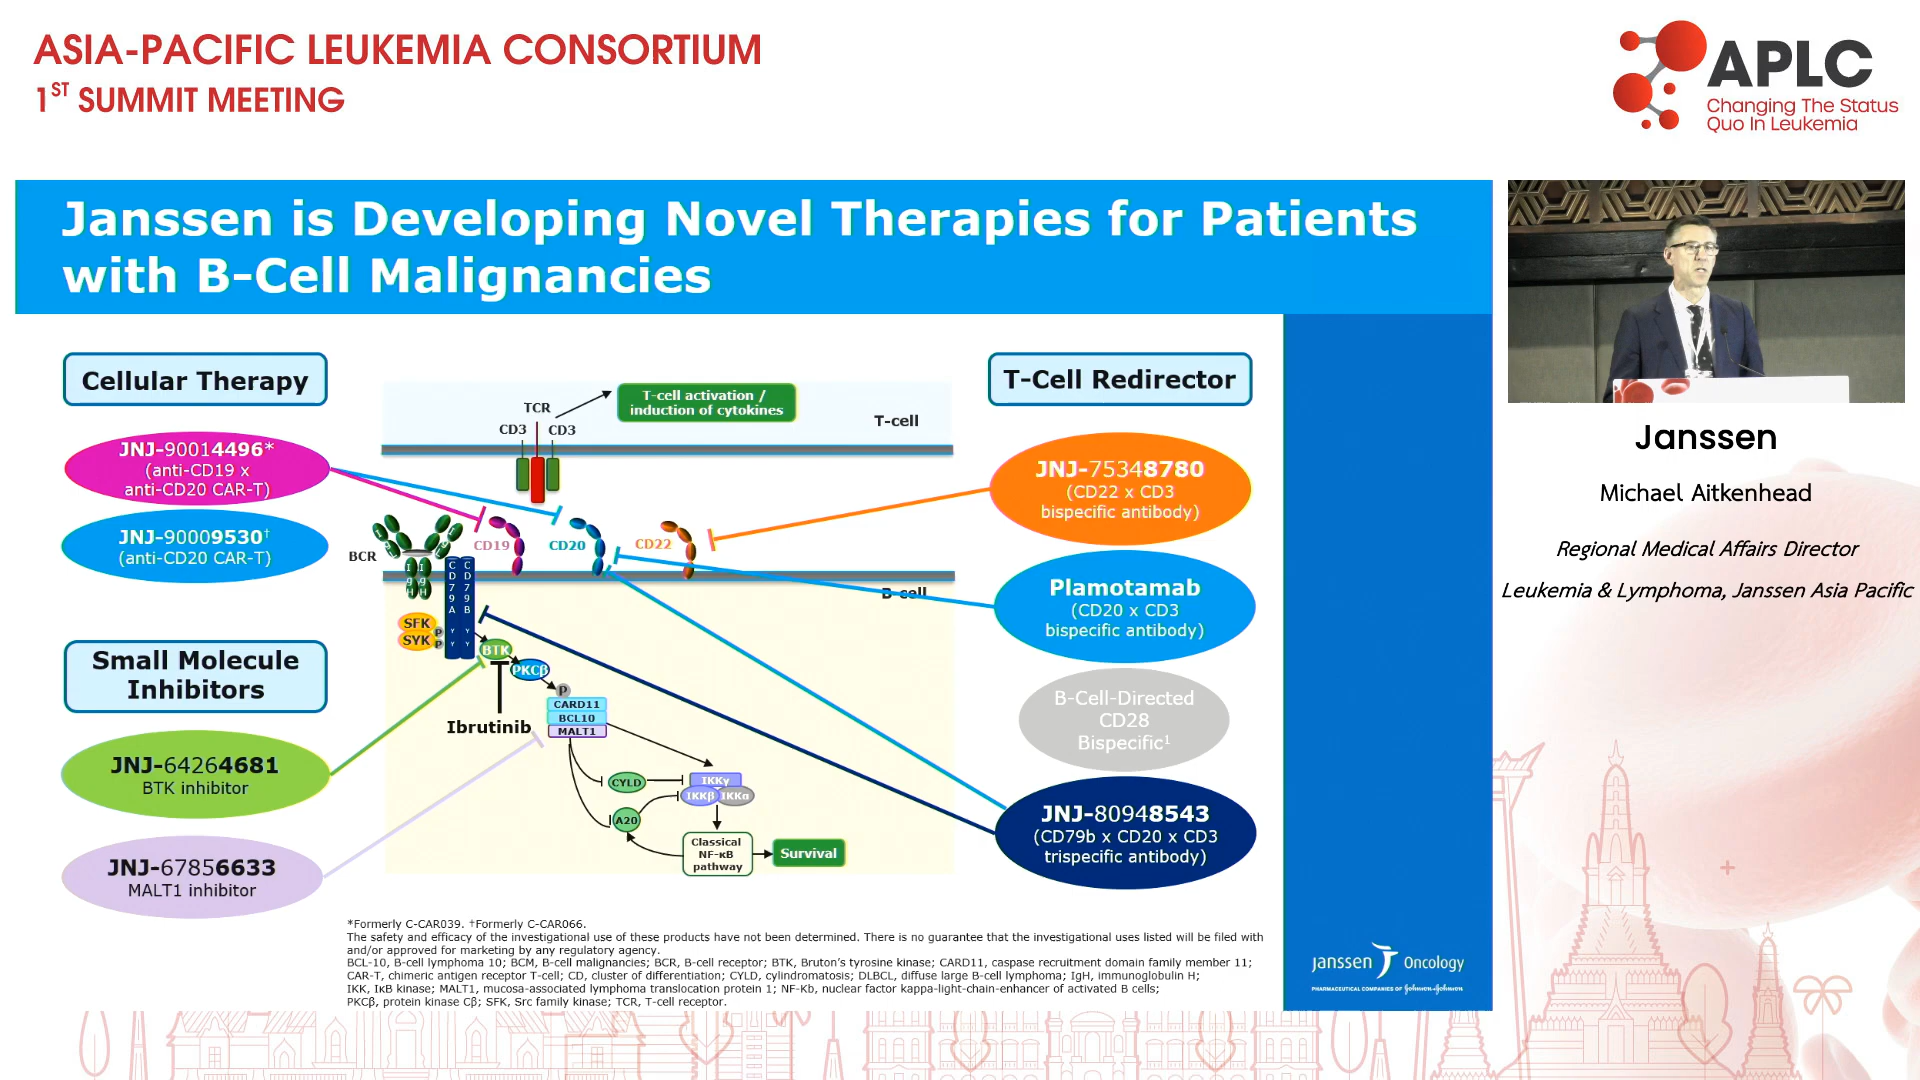 ASIA-PACIFIC LEUKEMIA CONSORTIUM
1ST SUMMIT MEETING
APLC
Changing The Status
Quo In Leukemia
Janssen is Developing Novel Therapies for Patients
with B-Cell Malignancies
Cellular Therapy
JNJ-90014496*
(anti-CD19 x
anti-CD20 CAR-T)
JNJ-90009530†
(anti-CD20 CAR-T)
Small Molecule
Inhibitors
JNJ-64264681
BTK inhibitor
JNJ-67856633
MALT1 inhibitor
T-cell activation /
induction of cytokines
TCR
CD3
CD3
T-cell
BCR
CD19
CD20
CD22
IgH
IgH
CD79A
CD79B
Y
Y
Y
Y
B-cell
SFK
SYK
P
P
BTK
PKCβ
P
CARD11
BCL10
MALT1
Ibrutinib
CYLD
IKKγ
IKKβ
IKKα
A20
Classical
NF-κB
pathway
Survival
T-Cell Redirector
JNJ-75348780
(CD22 x CD3
bispecific antibody)
Plamotamab
(CD20 x CD3
bispecific antibody)
B-Cell-Directed
CD28
Bispecific¹
JNJ-80948543
(CD79b x CD20 x CD3
trispecific antibody)
*Formerly C-CAR039. †Formerly C-CAR066.
The safety and efficacy of the investigational use of these products have not been determined. There is no guarantee that the investigational uses listed will be filed with
and/or approved for marketing by any regulatory agency.
BCL-10, B-cell lymphoma 10; BCM, B-cell malignancies; BCR, B-cell receptor; BTK, Bruton's tyrosine kinase; CARD11, caspase recruitment domain family member 11;
CAR-T, chimeric antigen receptor T-cell; CD, cluster of differentiation; CYLD, cylindromatosis; DLBCL, diffuse large B-cell lymphoma; IgH, immunoglobulin H;
IKK, IκB kinase; MALT1, mucosa-associated lymphoma translocation protein 1; NF-Kb, nuclear factor kappa-light-chain-enhancer of activated B cells;
PKCβ, protein kinase Cβ; SFK, Src family kinase; TCR, T-cell receptor.
Janssen Oncology
PHARMACEUTICAL COMPANIES OF Johnson & Johnson
Janssen
Michael Aitkenhead
Regional Medical Affairs Director
Leukemia & Lymphoma, Janssen Asia Pacific